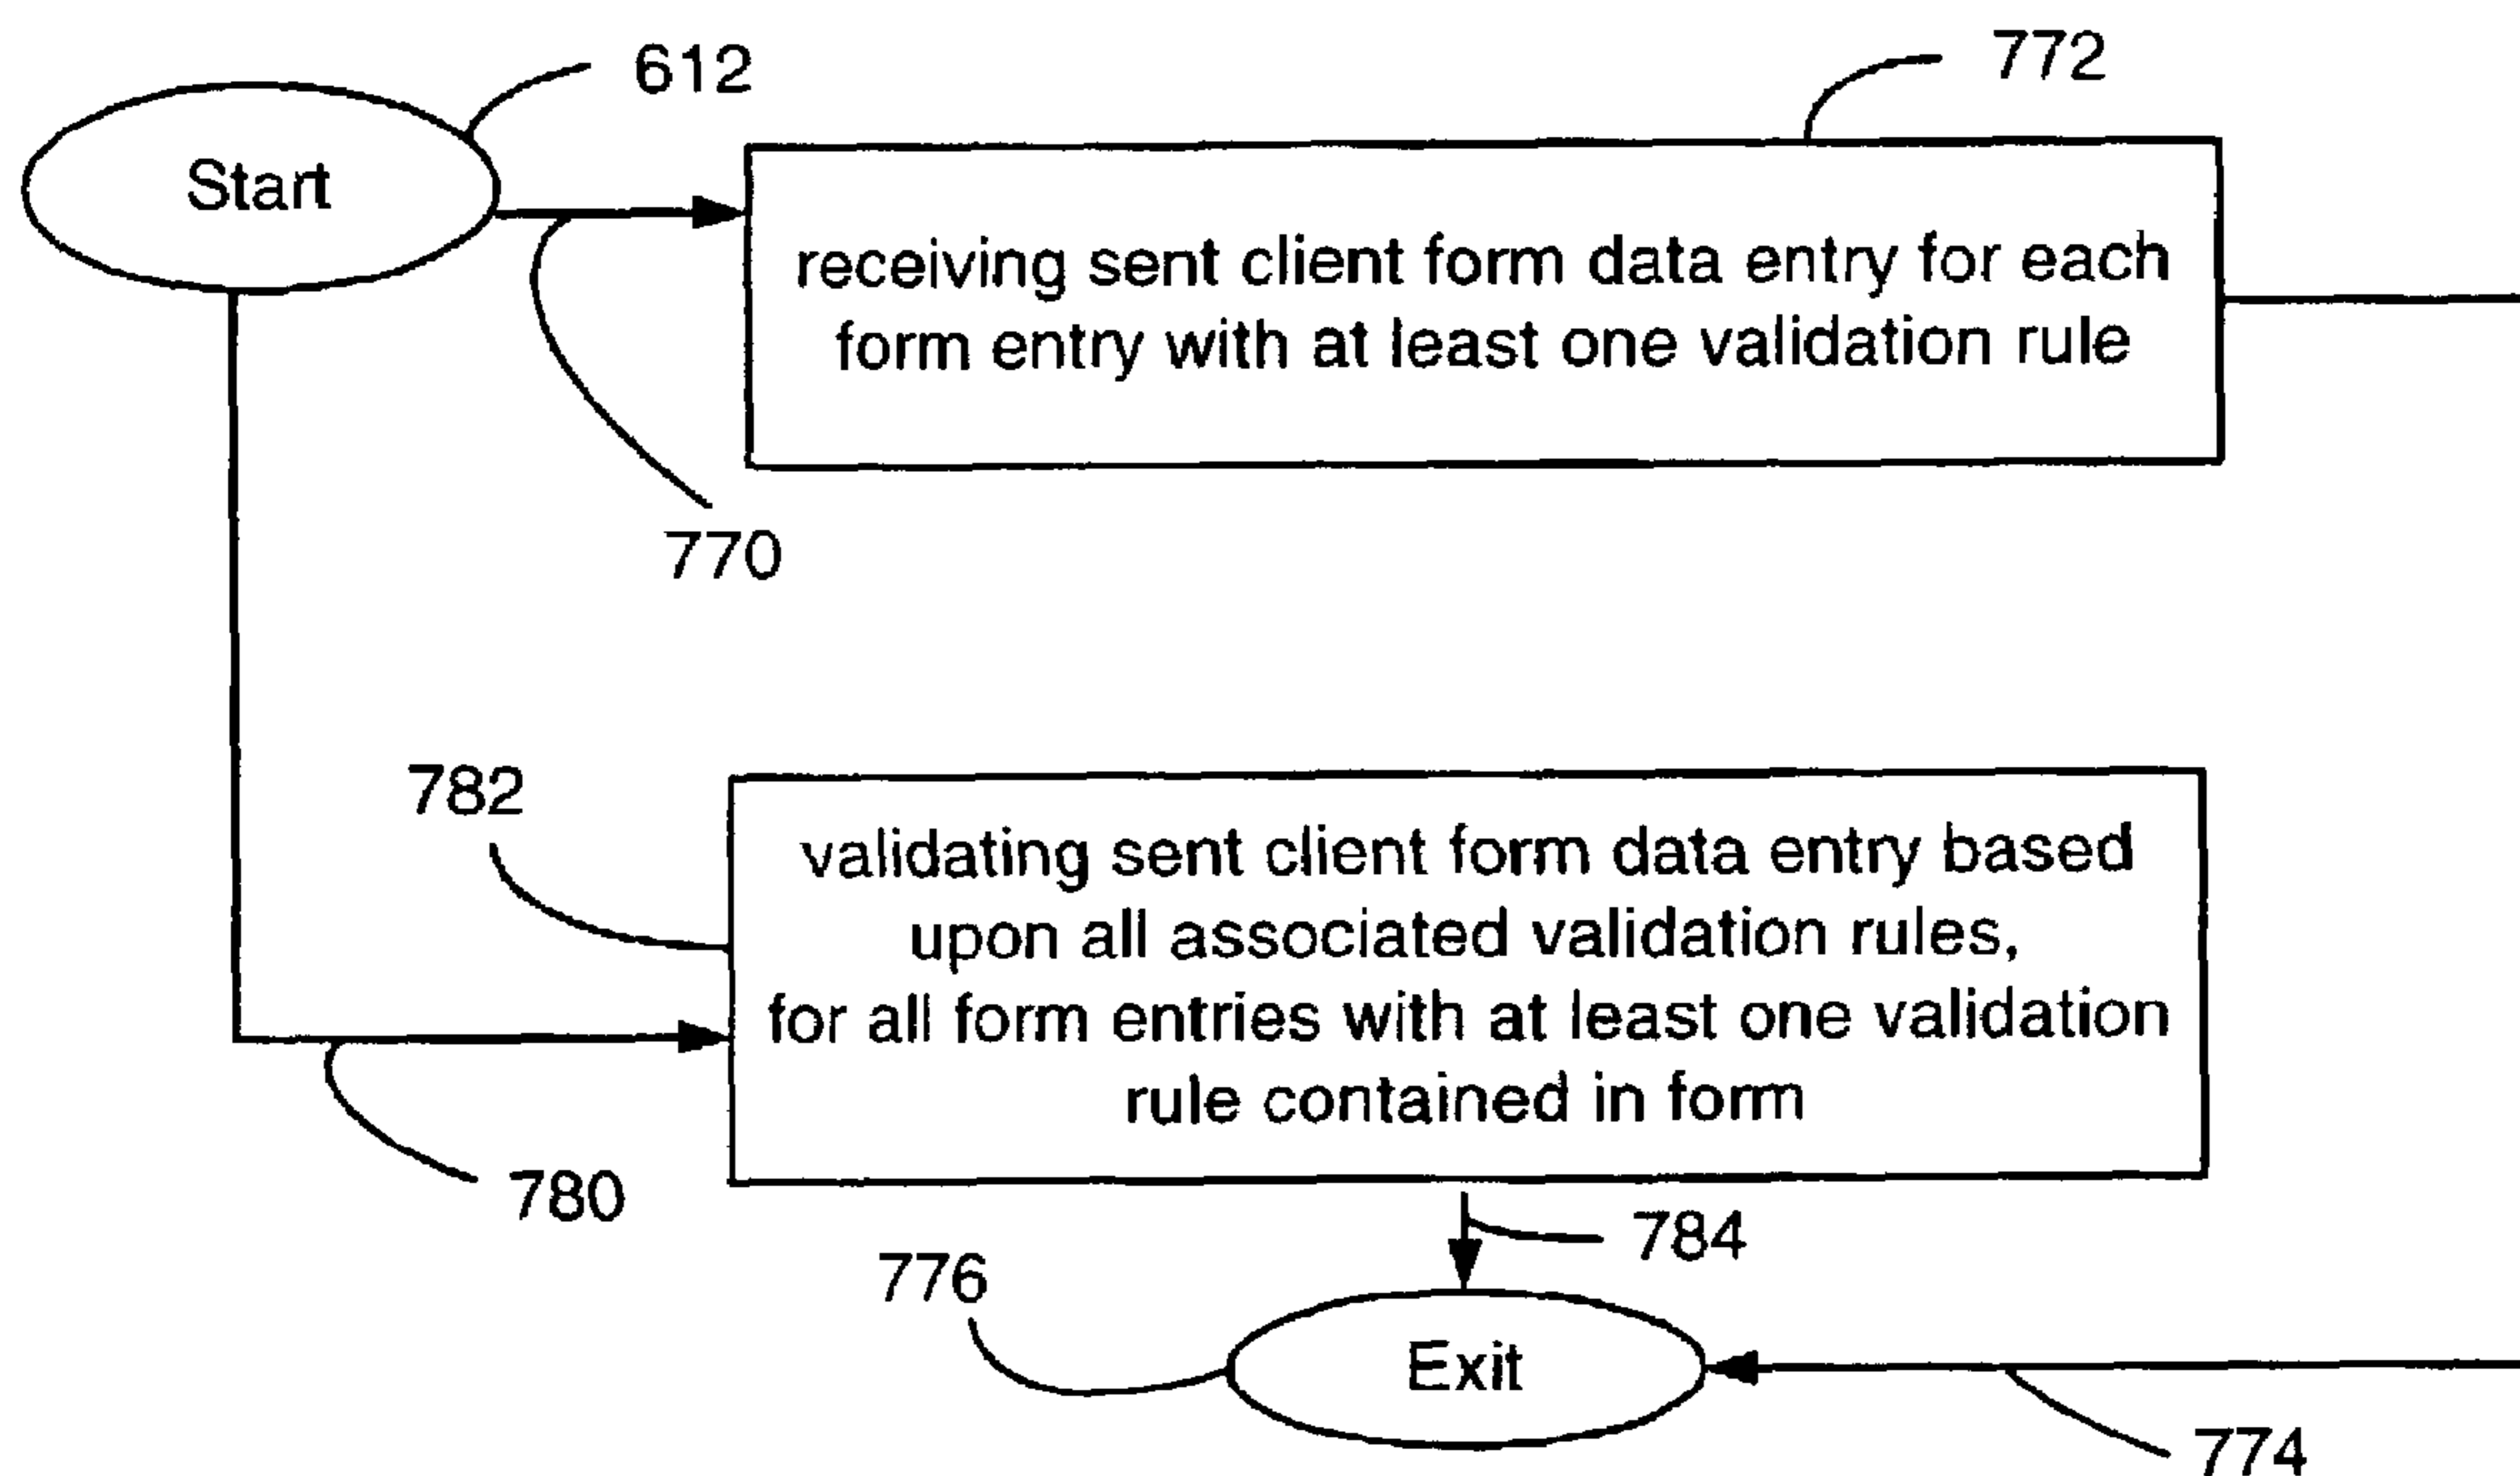 612
772
Start
receiving sent client form data entry for each
form entry with at least one validation rule
770
782
validating sent client form data entry based
upon all associated validation rules,
for all form entries with at least one validation
rule contained in form
780
784
776
Exit
774